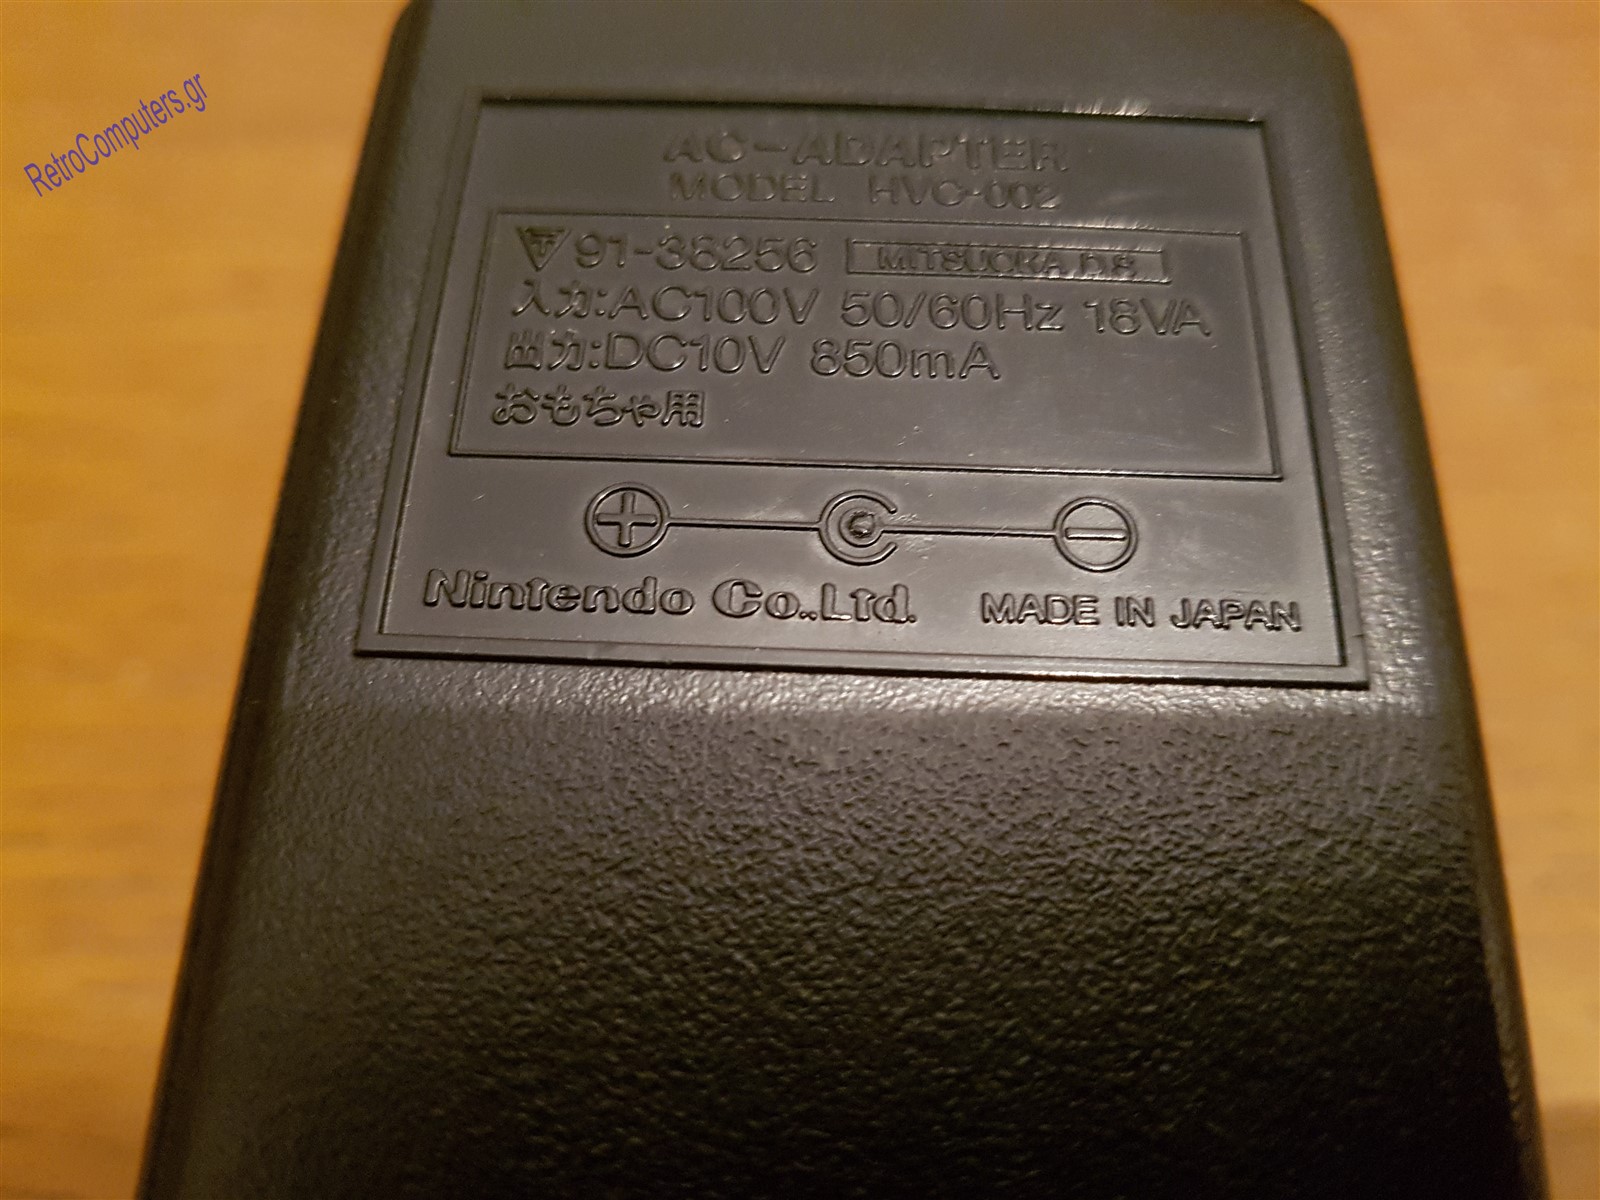 RetroComputers.gr
AC-ADAPTER
MODEL HVC-002
T 91-38256 MITSUOKA D.S.
入力:AC100V 50/60Hz 18VA
出力:DC10V 850mA
おもちゃ用
Nintendo Co.,Ltd. MADE IN JAPAN